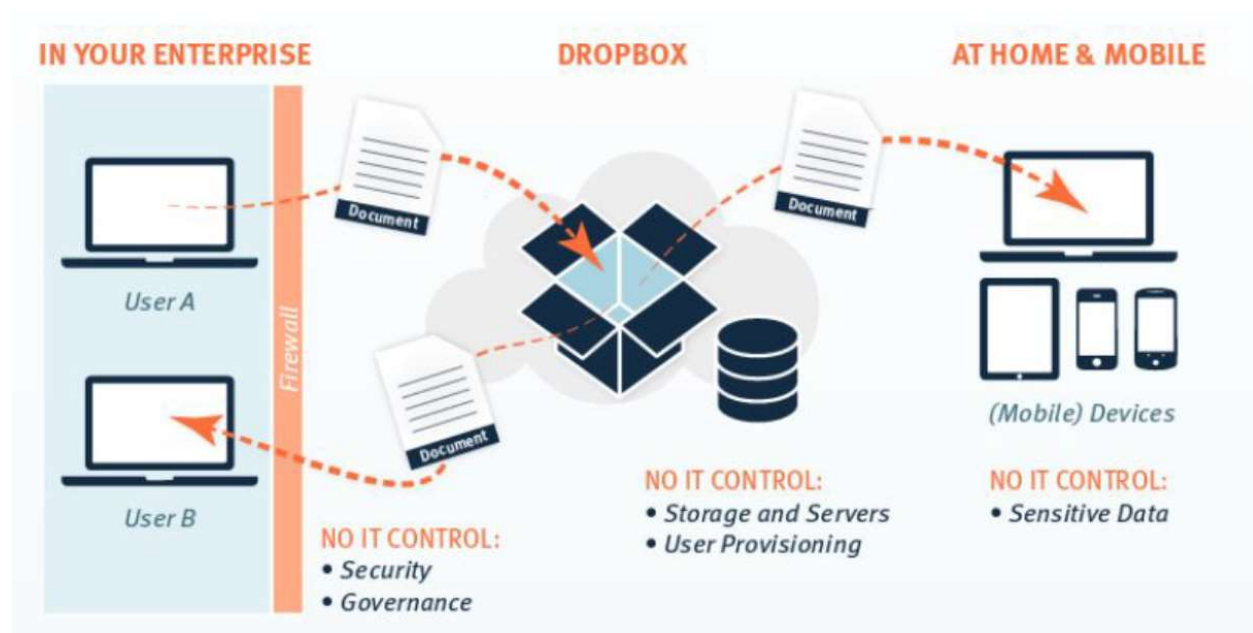 IN YOUR ENTERPRISE
DROPBOX
AT HOME & MOBILE
Document
Document
User A
Firewall
Document
(Mobile) Devices
User B
NO IT CONTROL:
• Security
• Governance
NO IT CONTROL:
• Storage and Servers
• User Provisioning
NO IT CONTROL:
• Sensitive Data